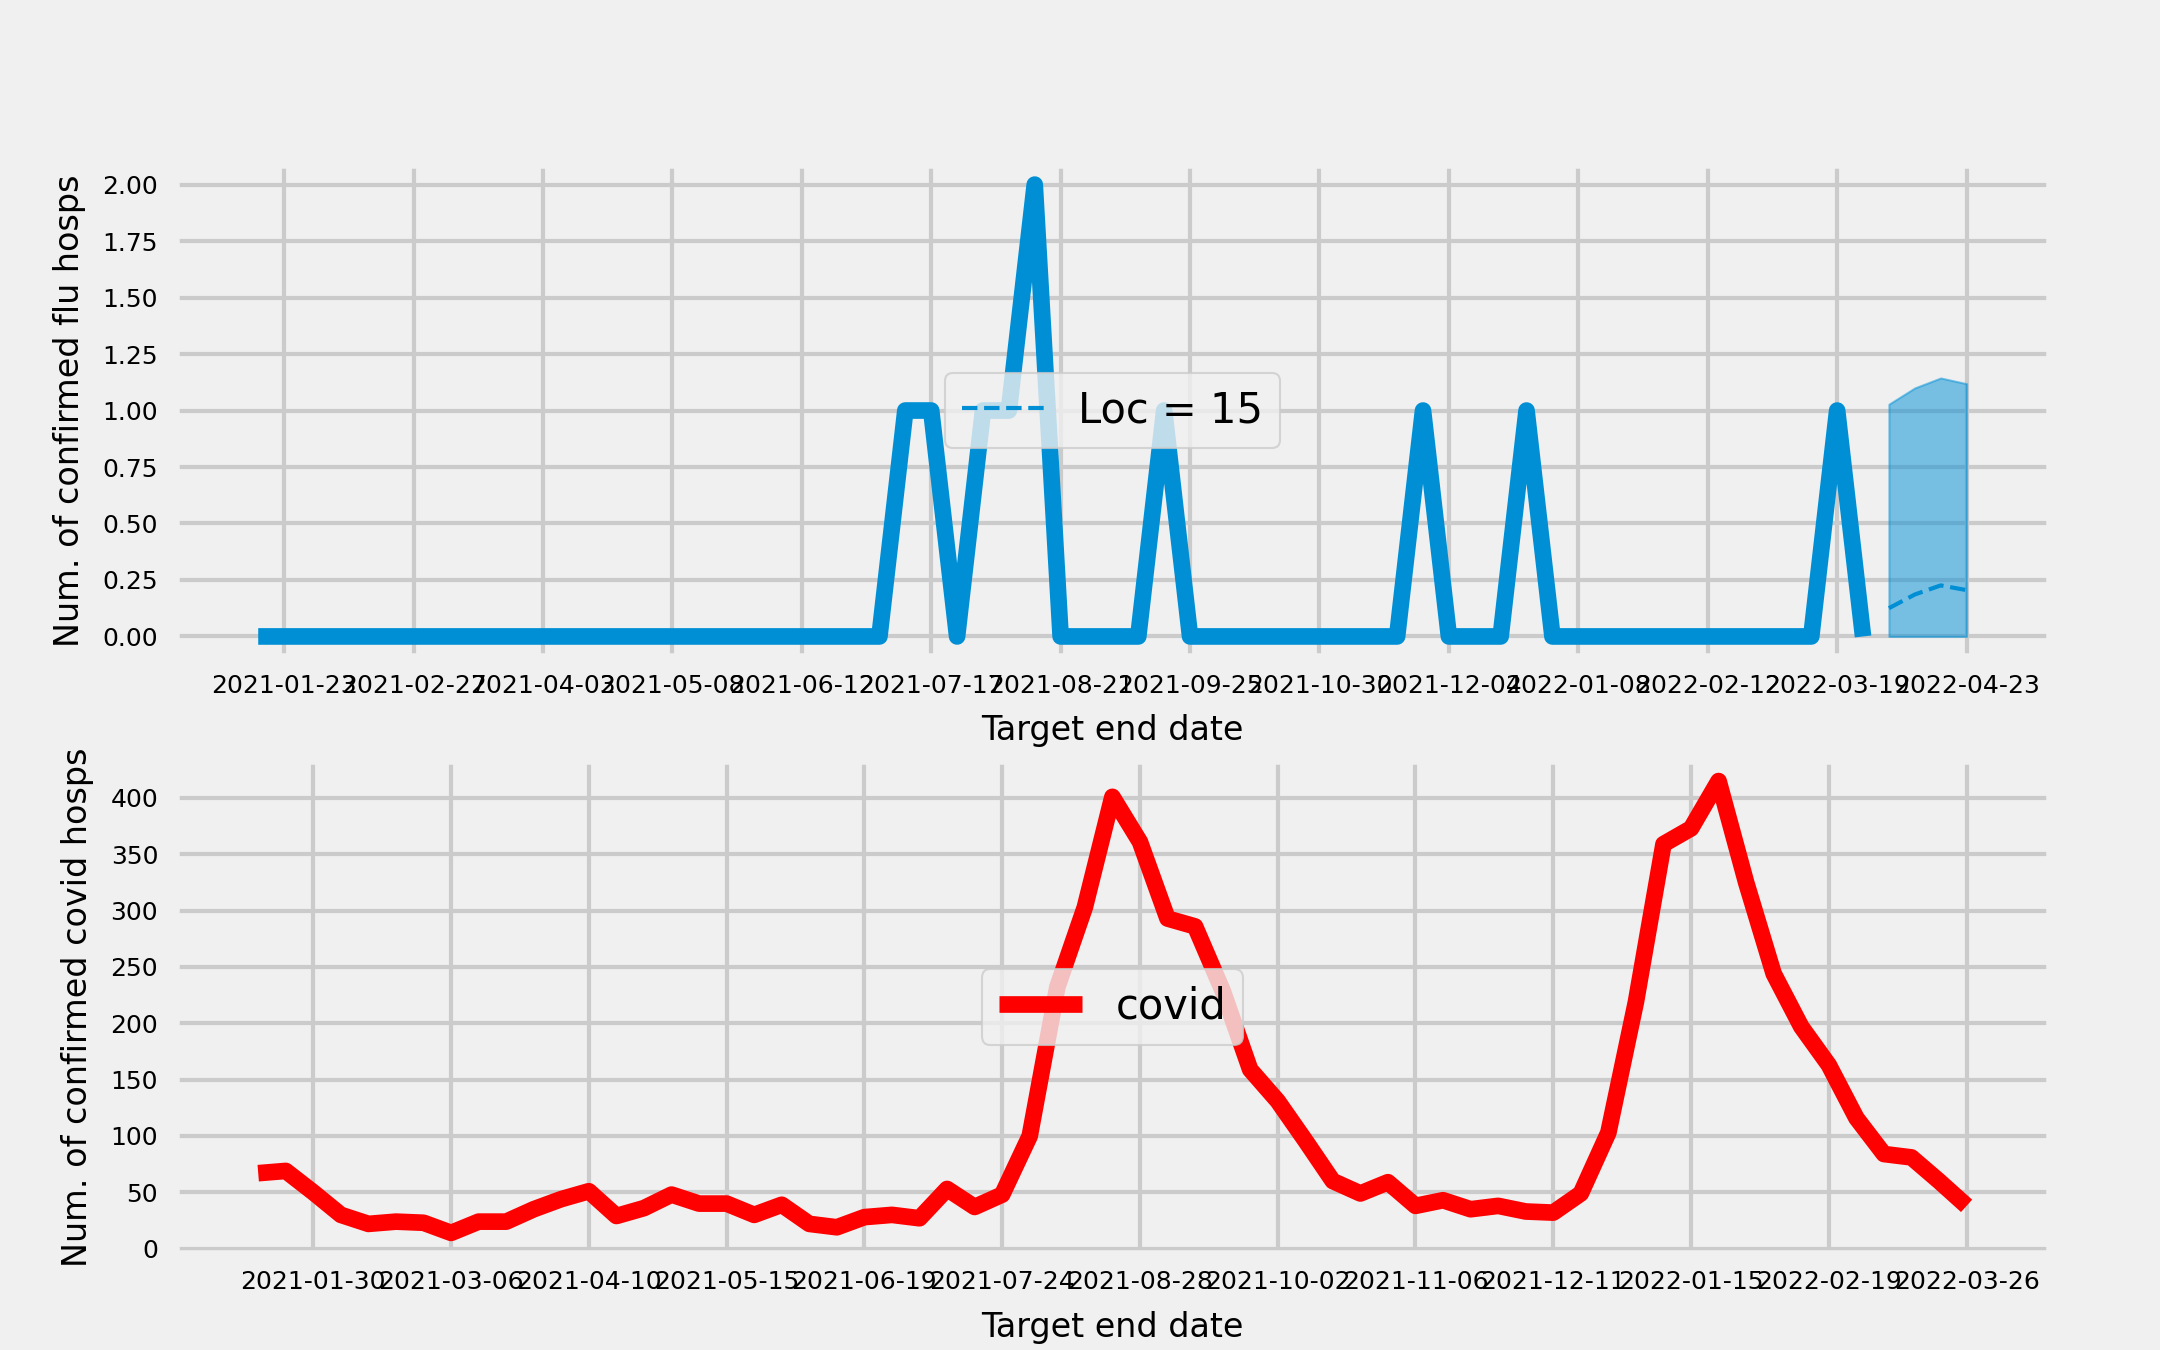 Num. of confirmed flu hosps
2.00
1.75
1.50
1.25
1.00
0.75
0.50
0.25
0.00
Loc = 15
2021-01-23 2021-02-27 2021-04-03 2021-05-08 2021-06-12 2021-07-17 2021-08-21 2021-09-25 2021-10-30 2021-12-04 2022-01-08 2022-02-12 2022-03-19 2022-04-23
Target end date
Num. of confirmed covid hosps
400
350
300
250
200
150
100
50
0
covid
2021-01-30 2021-03-06 2021-04-10 2021-05-15 2021-06-19 2021-07-24 2021-08-28 2021-10-02 2021-11-06 2021-12-11 2022-01-15 2022-02-19 2022-03-26
Target end date